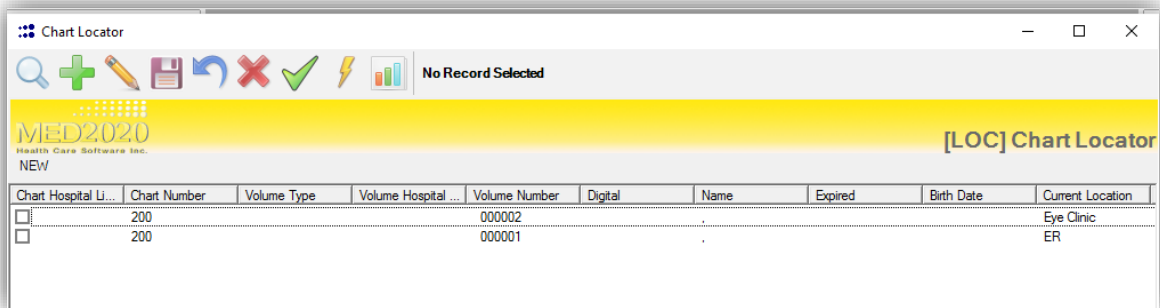 Chart Locator
No Record Selected
MED2020
Health Care Software Inc.
[LOC] Chart Locator
NEW
Chart Hospital Li... Chart Number Volume Type Volume Hospital ... Volume Number Digital Name Expired Birth Date Current Location
200 000002 , Eye Clinic
200 000001 , ER